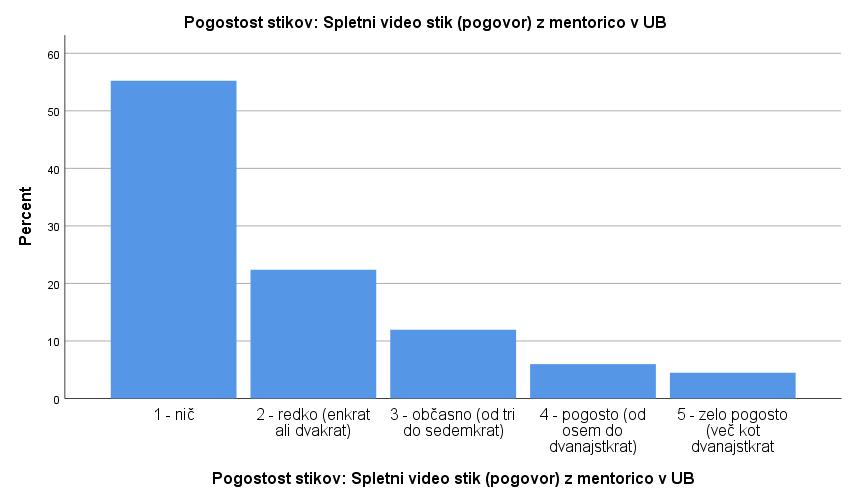 Pogostost stikov: Spletni video stik (pogovor) z mentorico v UB
60
50
40
30
20
10
0
Percent
1 - nič
2 - redko (enkrat
ali dvakrat)
3 - občasno (od tri
do sedemkrat)
4 - pogosto (od
osem do
dvanajstkrat)
5 - zelo pogosto
(več kot
dvanajstkrat
Pogostost stikov: Spletni video stik (pogovor) z mentorico v UB